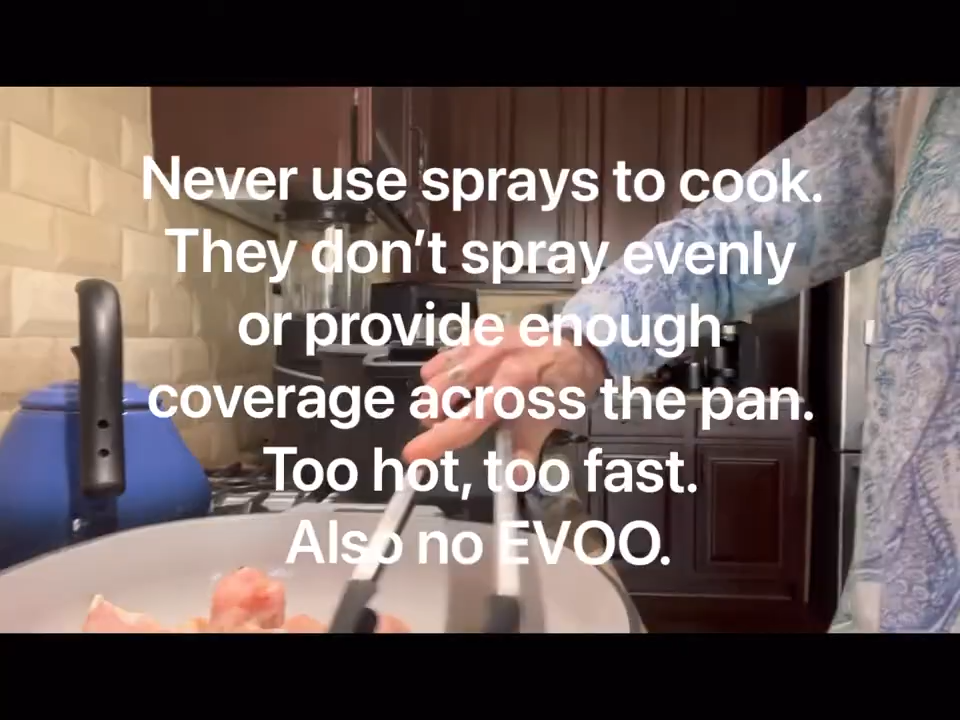 Never use sprays to cook.
They don’t spray evenly
or provide enough
coverage across the pan.
Too hot, too fast.
Also no EVOO.